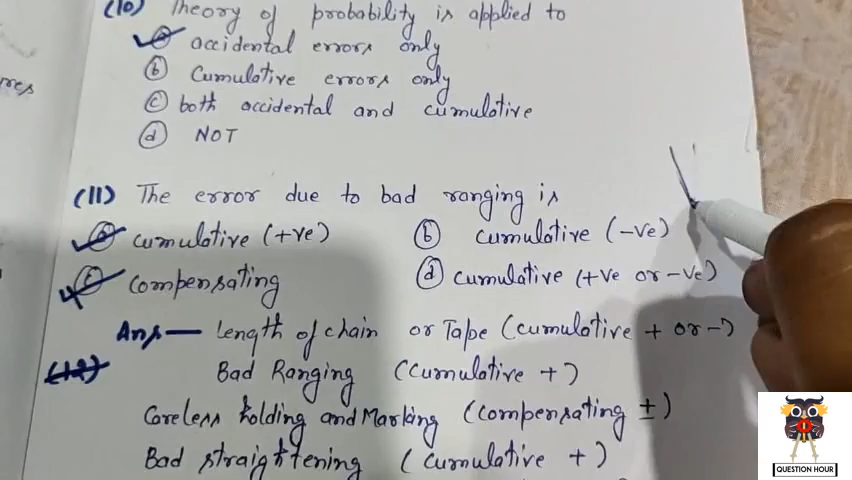 (10) Theory of probability is applied to
(a) accidental errors only
(b) Cumulative errors only
(c) both accidental and cumulative
(d) NOT
(11) The error due to bad ranging is
(a) cumulative (+ve) (b) cumulative (-ve)
(c) compensating (d) cumulative (+ve or -ve)
Ans — Length of chain or Tape (cumulative + or -)
(12) Bad Ranging (cumulative +)
Careless holding and Marking (compensating ±)
Bad straightening (cumulative +)
QUESTION HOUR